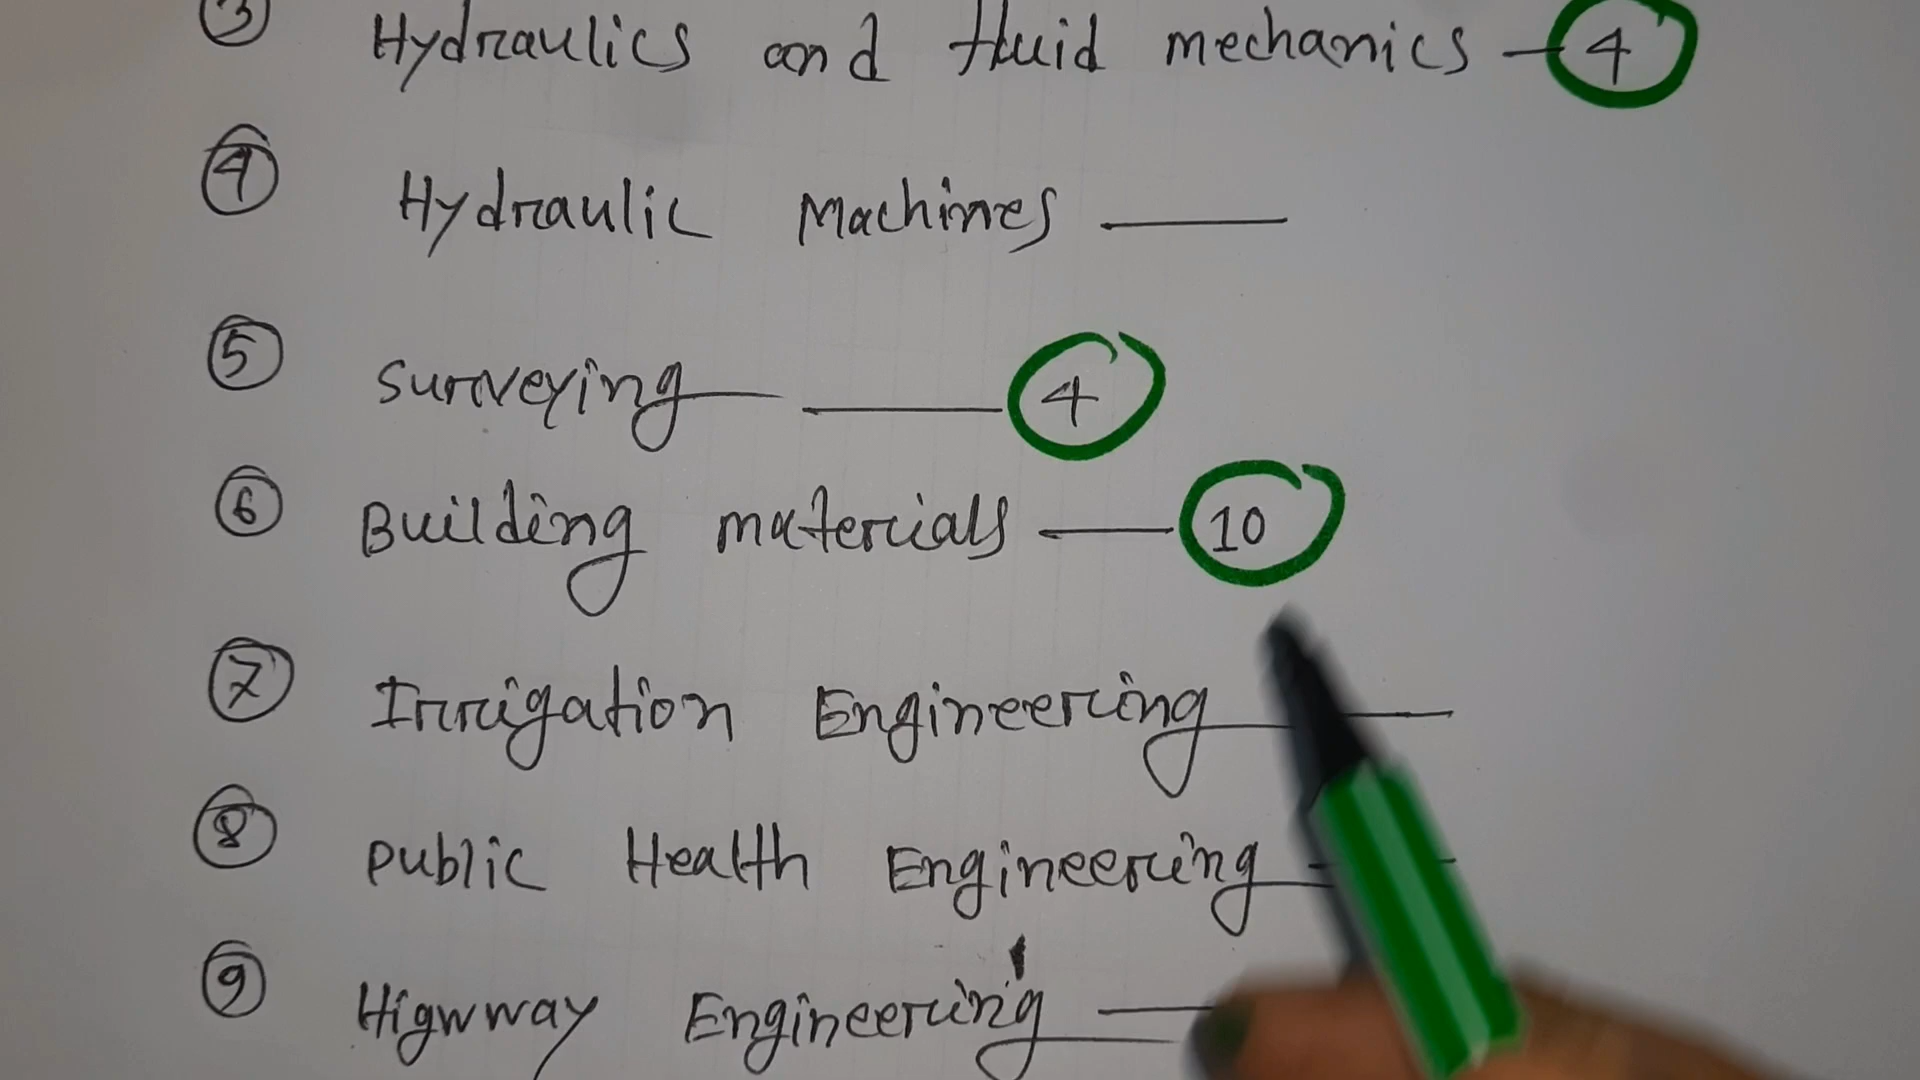 3 Hydraulics and fluid mechanics — 4
4 Hydraulic Machines —
5 Surveying — 4
6 Building materials — 10
7 Irrigation Engineering —
8 Public Health Engineering —
9 Higwway Engineering —